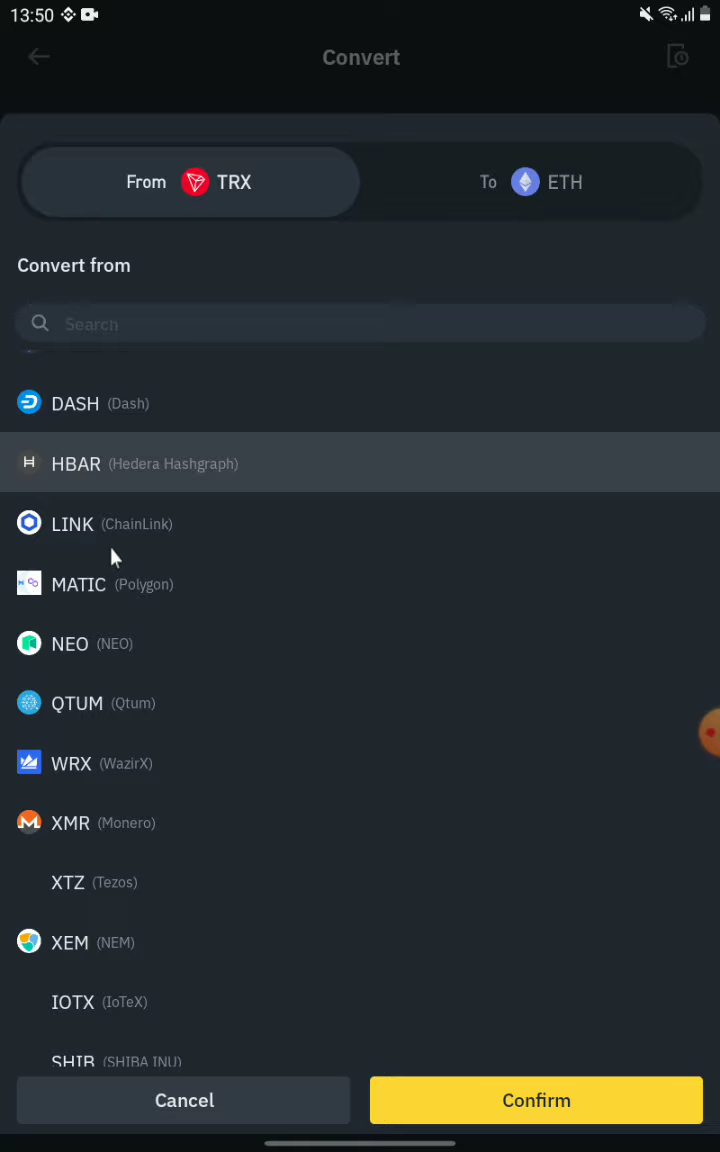 13:50
Convert
From TRX To ETH
Convert from
Search
DASH (Dash)
HBAR (Hedera Hashgraph)
LINK (ChainLink)
MATIC (Polygon)
NEO (NEO)
QTUM (Qtum)
WRX (WazirX)
XMR (Monero)
XTZ (Tezos)
XEM (NEM)
IOTX (IoTeX)
SHIB (SHIBA INU)
Cancel Confirm